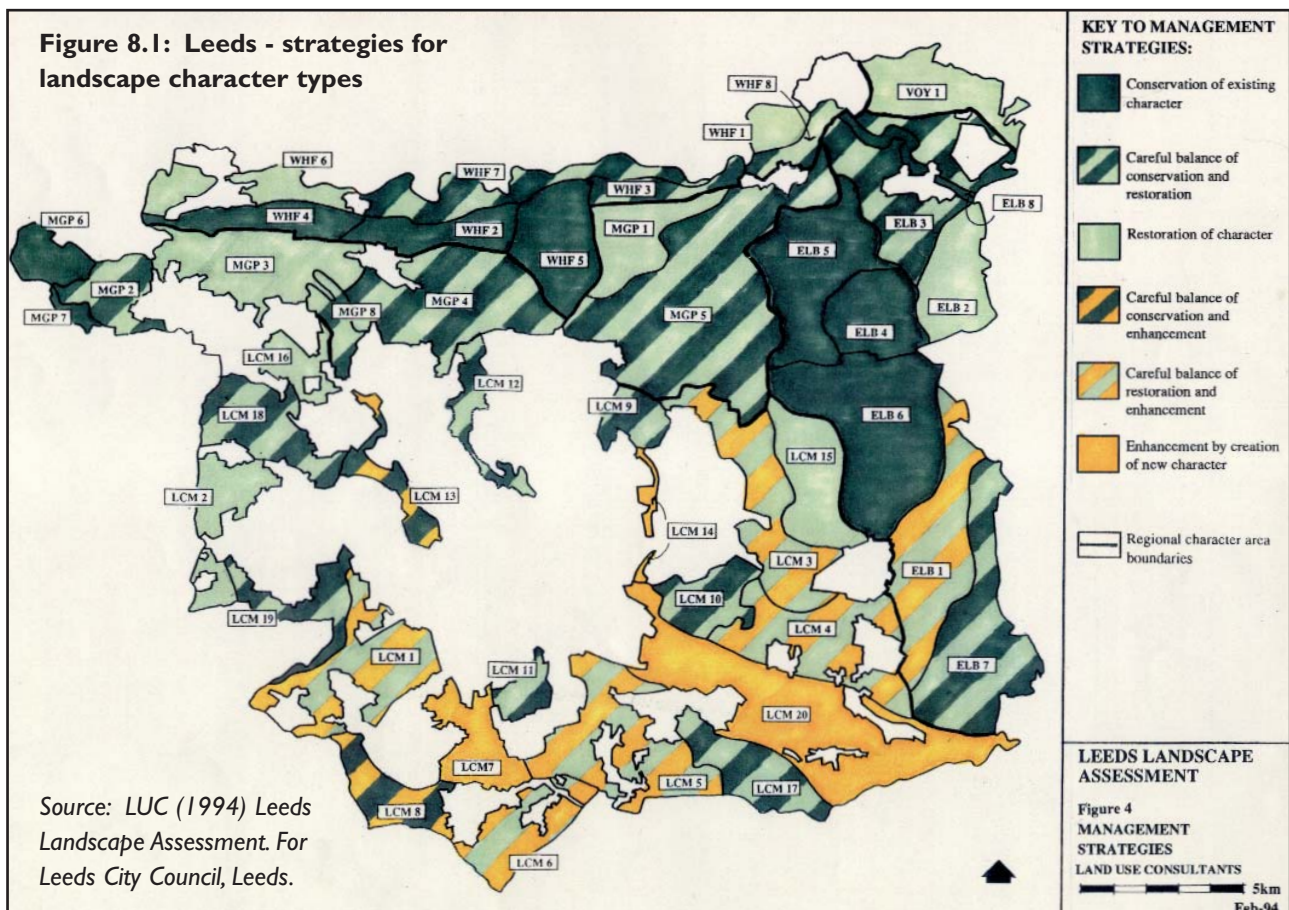 Figure 8.1: Leeds - strategies for
landscape character types
WHF 8
VOY 1
WHF 1
WHF 6
WHF 7
WHF 3
ELB 8
MGP 6
WHF 4
WHF 2
MGP 1
ELB 3
MGP 3
WHF 5
ELB 5
MGP 2
MGP 4
MGP 7
MGP 8
MGP 5
ELB 4
ELB 2
LCM 16
LCM 12
LCM 18
LCM 9
ELB 6
LCM 15
LCM 2
LCM 13
LCM 14
LCM 3
ELB 1
LCM 19
LCM 10
LCM 4
LCM 1
LCM 11
ELB 7
LCM 20
LCM7
LCM 5
LCM 17
LCM 8
LCM 6
Source: LUC (1994) Leeds
Landscape Assessment. For
Leeds City Council, Leeds.
KEY TO MANAGEMENT
STRATEGIES:
Conservation of existing
character
Careful balance of
conservation and
restoration
Restoration of character
Careful balance of
conservation and
enhancement
Careful balance of
restoration and
enhancement
Enhancement by creation
of new character
Regional character area
boundaries
LEEDS LANDSCAPE
ASSESSMENT
Figure 4
MANAGEMENT
STRATEGIES
LAND USE CONSULTANTS
5km
Feb-94